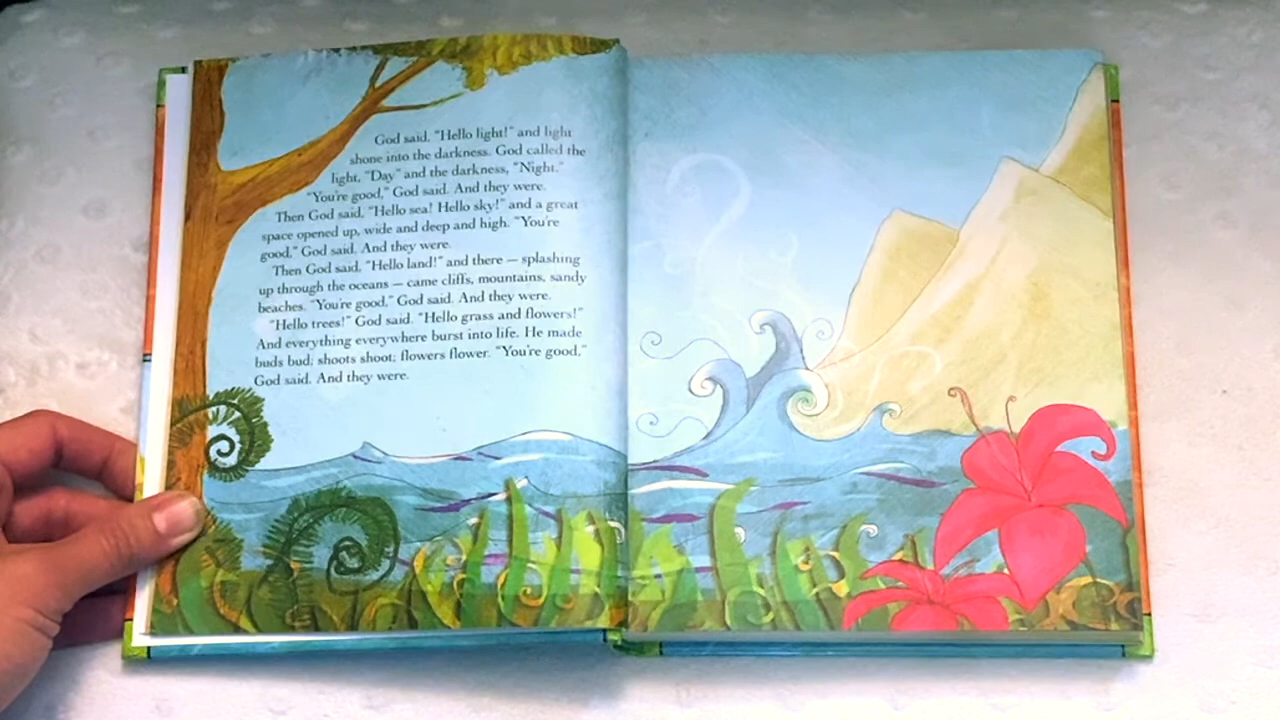 God said, "Hello light!" and light
shone into the darkness. God called the
light, "Day" and the darkness, "Night."
"You're good," God said. And they were.
Then God said, "Hello sea! Hello sky!" and a great
space opened up, wide and deep and high. "You're
good," God said. And they were.
Then God said, "Hello land!" and there — splashing
up through the oceans — came cliffs, mountains, sandy
beaches. "You're good," God said. And they were.
"Hello trees!" God said. "Hello grass and flowers!"
And everything everywhere burst into life. He made
buds bud; shoots shoot; flowers flower. "You're good,"
God said. And they were.